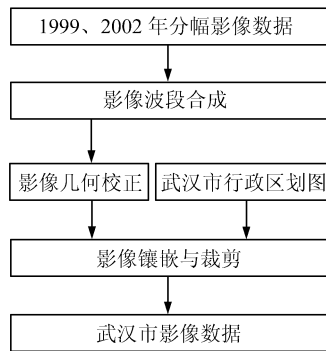 1999、2002 年分幅影像数据
影像波段合成
影像几何校正
武汉市行政区划图
影像镶嵌与裁剪
武汉市影像数据